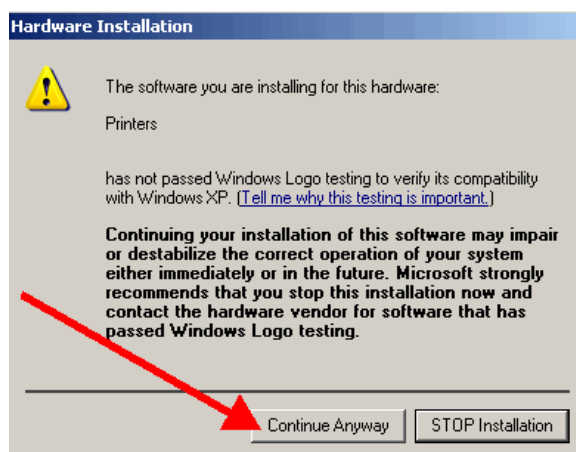 Hardware Installation
The software you are installing for this hardware:
Printers
has not passed Windows Logo testing to verify its compatibility
with Windows XP. (Tell me why this testing is important.)
Continuing your installation of this software may impair
or destabilize the correct operation of your system
either immediately or in the future. Microsoft strongly
recommends that you stop this installation now and
contact the hardware vendor for software that has
passed Windows Logo testing.
Continue Anyway
STOP Installation